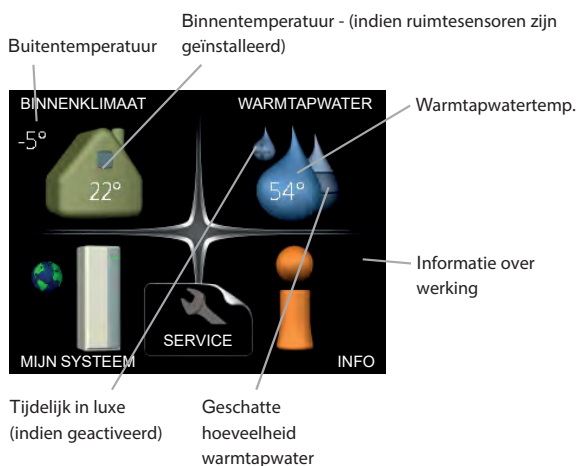 Binnentemperatuur - (indien ruimtesensoren zijn
geïnstalleerd)
Buitentemperatuur
BINNENKLIMAAT
WARMTAPWATER
Warmtapwatertemp.
-5°
22°
54°
Informatie over
werking
SERVICE
MIJN SYSTEEM
INFO
Tijdelijk in luxe
(indien geactiveerd)
Geschatte
hoeveelheid
warmtapwater